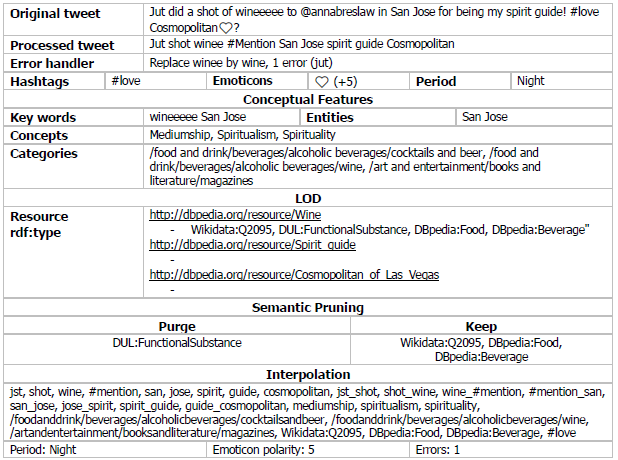 Original tweet Jut did a shot of wineeeee to @annabreslaw in San Jose for being my spirit guide! #love
Cosmopolitan♡?
Processed tweet Jut shot winee #Mention San Jose spirit guide Cosmopolitan
Error handler Replace winee by wine, 1 error (jut)
Hashtags #love Emoticons ♡ (+5) Period Night
Conceptual Features
Key words wineeeee San Jose Entities San Jose
Concepts Mediumship, Spiritualism, Spirituality
Categories /food and drink/beverages/alcoholic beverages/cocktails and beer, /food and
drink/beverages/alcoholic beverages/wine, /art and entertainment/books and
literature/magazines
LOD
Resource http://dbpedia.org/resource/Wine
rdf:type - Wikidata:Q2095, DUL:FunctionalSubstance, DBpedia:Food, DBpedia:Beverage"
http://dbpedia.org/resource/Spirit_guide
-
http://dbpedia.org/resource/Cosmopolitan_of_Las_Vegas
-
Semantic Pruning
Purge Keep
DUL:FunctionalSubstance Wikidata:Q2095, DBpedia:Food,
DBpedia:Beverage
Interpolation
jst, shot, wine, #mention, san, jose, spirit, guide, cosmopolitan, jst_shot, shot_wine, wine_#mention, #mention_san,
san_jose, jose_spirit, spirit_guide, guide_cosmopolitan, mediumship, spiritualism, spirituality,
/foodanddrink/beverages/alcoholicbeverages/cocktailsandbeer, /foodanddrink/beverages/alcoholicbeverages/wine,
/artandentertainment/booksandliterature/magazines, Wikidata:Q2095, DBpedia:Food, DBpedia:Beverage, #love
Period: Night Emoticon polarity: 5 Errors: 1